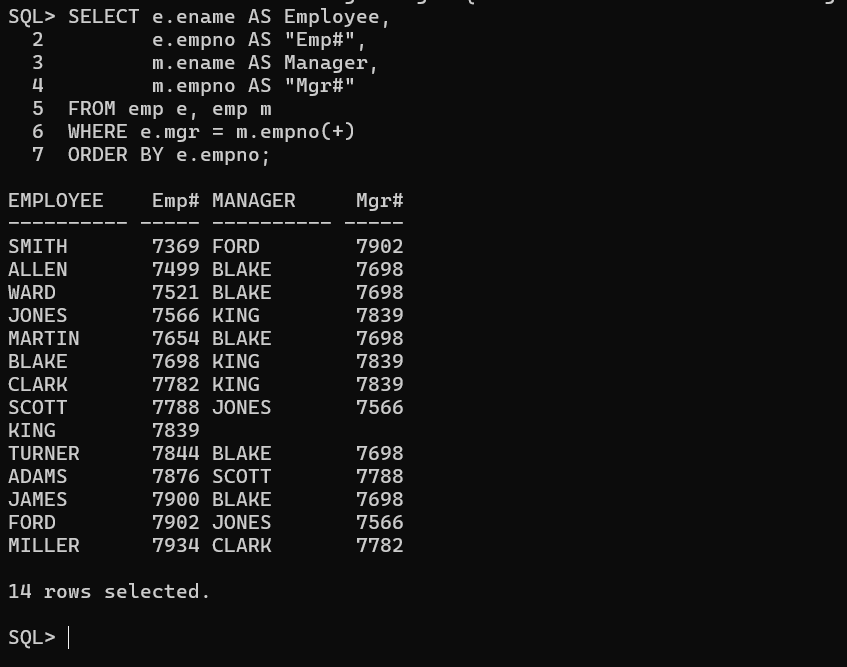 SQL> SELECT e.ename AS Employee,
  2         e.empno AS "Emp#",
  3         m.ename AS Manager,
  4         m.empno AS "Mgr#"
  5  FROM emp e, emp m
  6  WHERE e.mgr = m.empno(+)
  7  ORDER BY e.empno;
EMPLOYEE    Emp# MANAGER     Mgr#
---------- ----- ---------- -----
SMITH       7369 FORD        7902
ALLEN       7499 BLAKE       7698
WARD        7521 BLAKE       7698
JONES       7566 KING        7839
MARTIN      7654 BLAKE       7698
BLAKE       7698 KING        7839
CLARK       7782 KING        7839
SCOTT       7788 JONES       7566
KING        7839
TURNER      7844 BLAKE       7698
ADAMS       7876 SCOTT       7788
JAMES       7900 BLAKE       7698
FORD        7902 JONES       7566
MILLER      7934 CLARK       7782
14 rows selected.
SQL>